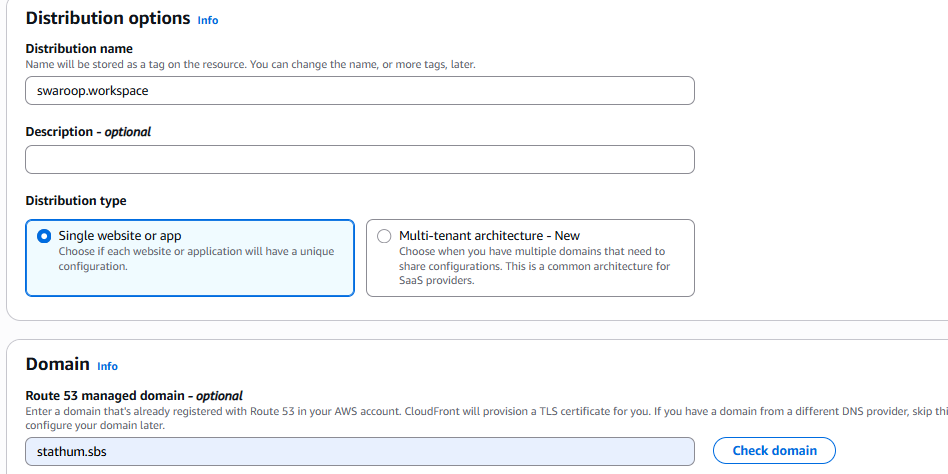 Distribution options Info
Distribution name
Name will be stored as a tag on the resource. You can change the name, or more tags, later.
swaroop.workspace
Description - optional
Distribution type
Single website or app
Choose if each website or application will have a unique
configuration.
Multi-tenant architecture - New
Choose when you have multiple domains that need to
share configurations. This is a common architecture for
SaaS providers.
Domain Info
Route 53 managed domain - optional
Enter a domain that's already registered with Route 53 in your AWS account. CloudFront will provision a TLS certificate for you. If you have a domain from a different DNS provider, skip
configure your domain later.
stathum.sbs
Check domain